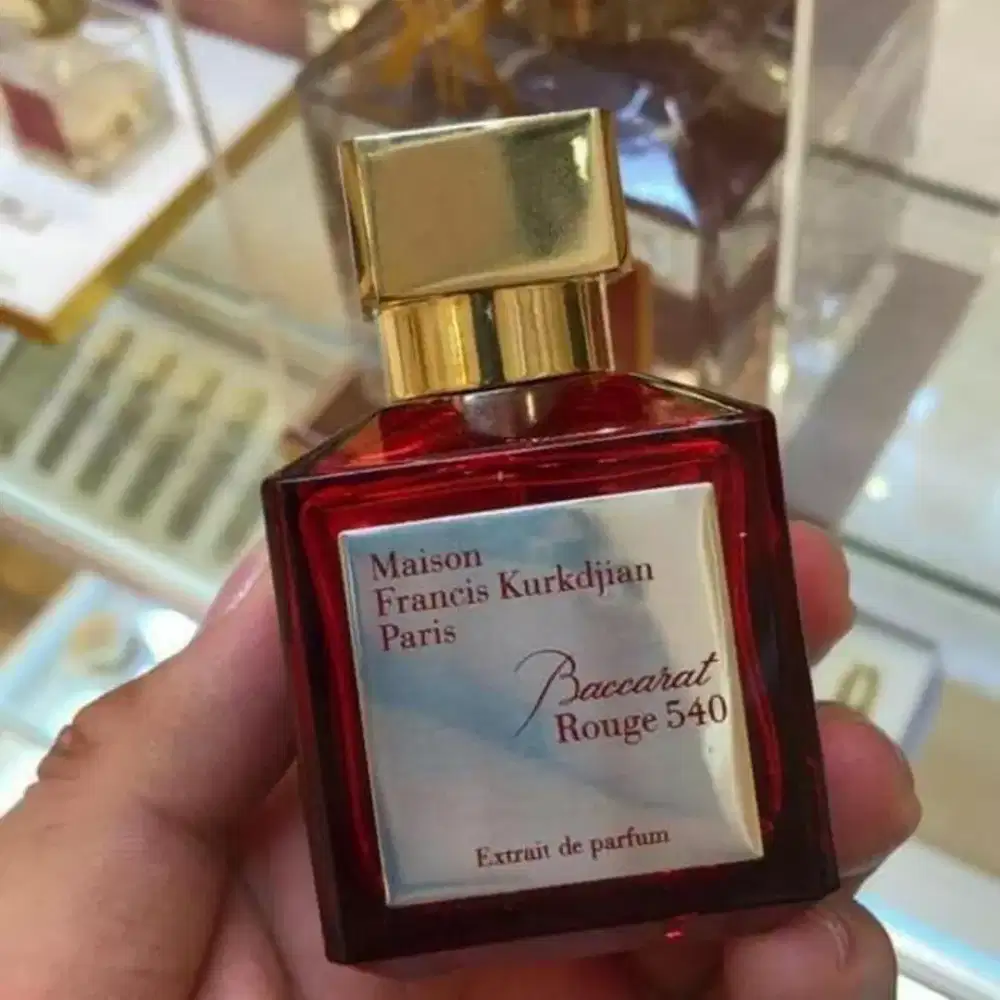 Maison
Francis Kurkdjian
Paris
Baccarat
Rouge 540
Extrait de parfum